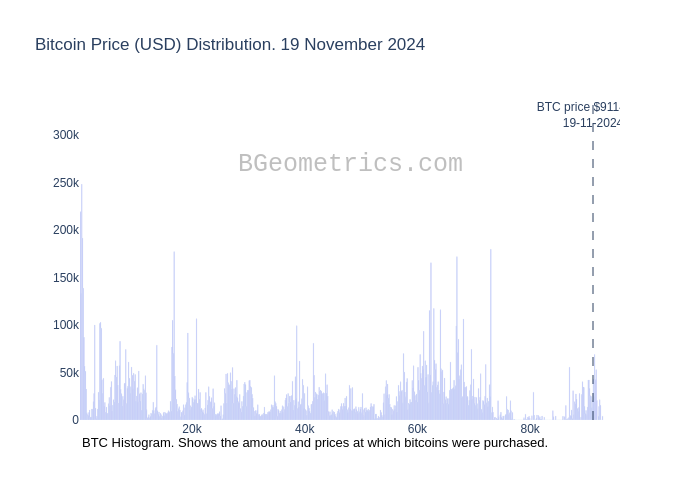 Bitcoin Price (USD) Distribution. 19 November 2024
BTC price $911
19-11-2024
300k
BGeometrics.com
250k
200k
150k
100k
50k
0
20k 40k 60k 80k
BTC Histogram. Shows the amount and prices at which bitcoins were purchased.